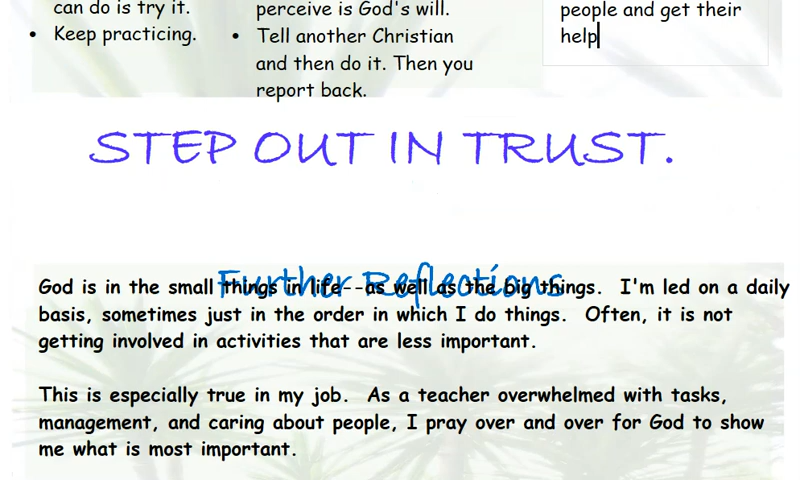 can do is try it.
• Keep practicing.
perceive is God's will.
• Tell another Christian
and then do it. Then you
report back.
people and get their
help
STEP OUT IN TRUST.
Further Reflections
God is in the small things in life--as well as the big things.  I'm led on a daily
basis, sometimes just in the order in which I do things.  Often, it is not
getting involved in activities that are less important.
This is especially true in my job.  As a teacher overwhelmed with tasks,
management, and caring about people, I pray over and over for God to show
me what is most important.